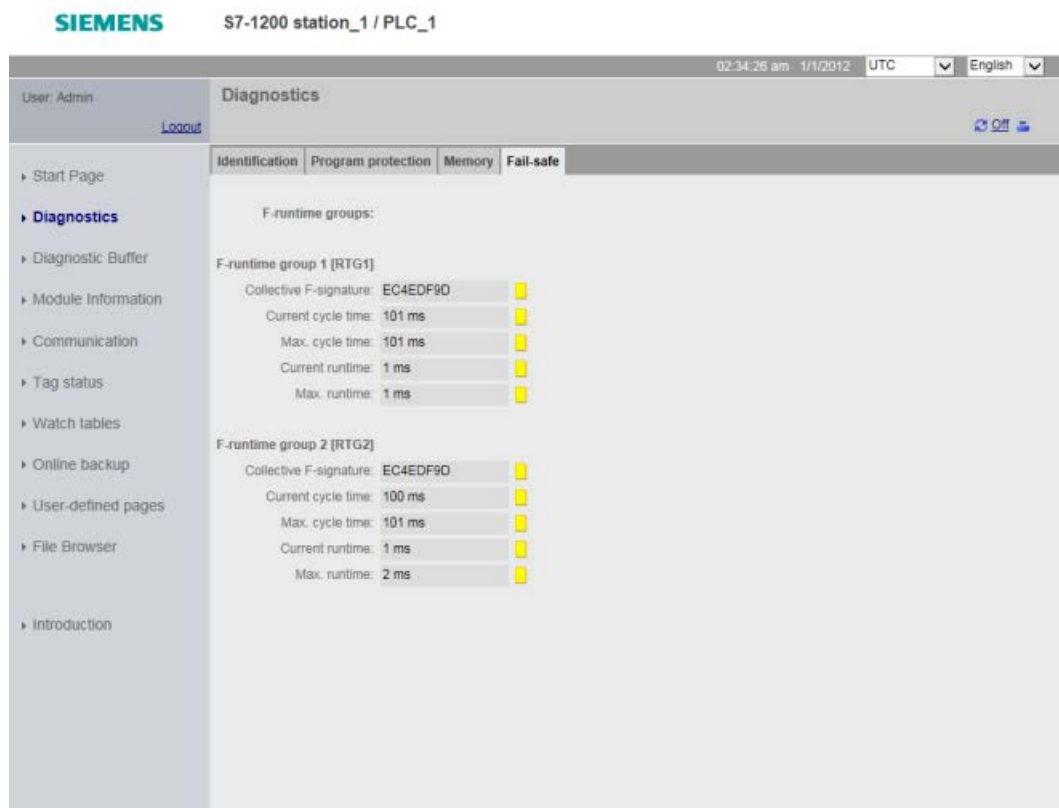 SIEMENS S7-1200 station_1 / PLC_1
02:34:26 am 1/1/2012 UTC English
User: Admin
Logout
Diagnostics
Off
Identification Program protection Memory Fail-safe
Start Page
Diagnostics
Diagnostic Buffer
Module Information
Communication
Tag status
Watch tables
Online backup
User-defined pages
File Browser
Introduction
F-runtime groups:
F-runtime group 1 [RTG1]
Collective F-signature: EC4EDF9D
Current cycle time: 101 ms
Max. cycle time: 101 ms
Current runtime: 1 ms
Max. runtime: 1 ms
F-runtime group 2 [RTG2]
Collective F-signature: EC4EDF9D
Current cycle time: 100 ms
Max. cycle time: 101 ms
Current runtime: 1 ms
Max. runtime: 2 ms